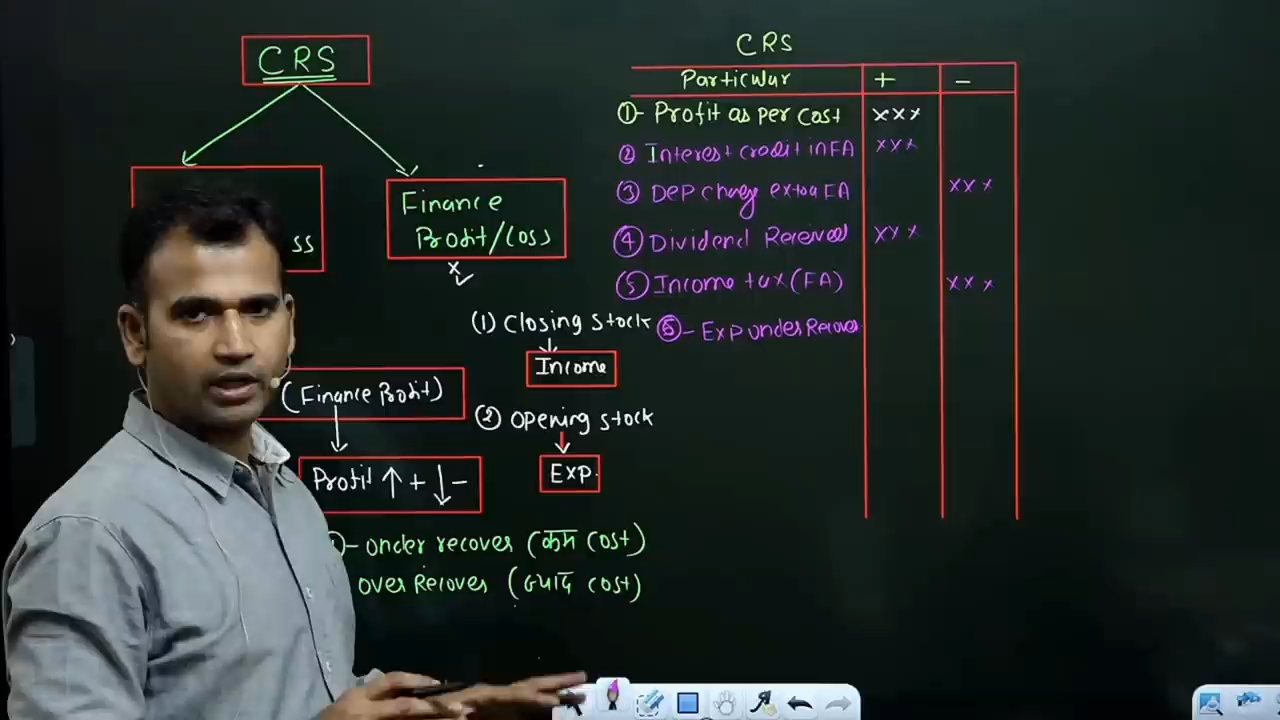 CRS
ss
Finance
Profit/Loss
(1) Closing stock
Income
② Opening stock
Exp.
(Finance Profit)
Profit ↑ + ↓ -
- under recover (कम cost)
over Recover (ज्यादा cost)
CRS
Particular + -
①- Profit as per Cost xxx
② Interest credit in FA xxx
③ Dep charge extra FA xxx
④ Dividend Received xxx
⑤ Income tax (FA) xxx
⑥- Exp under Recover